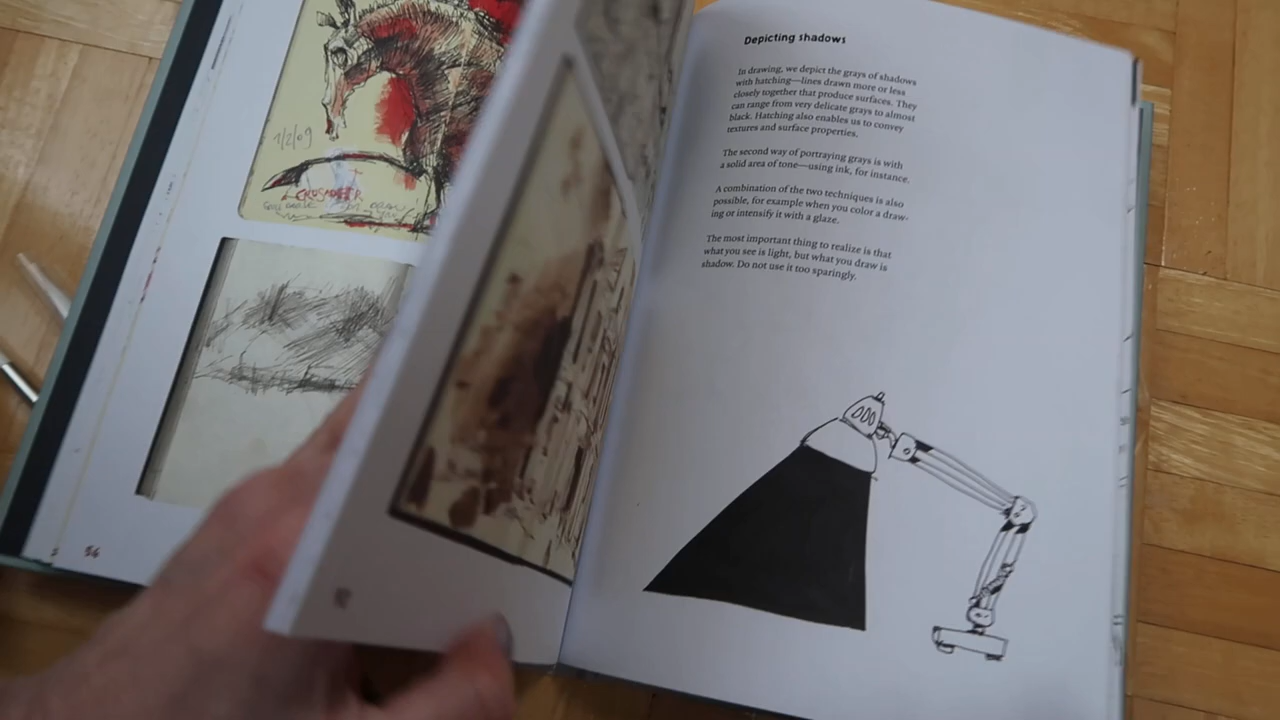 1/2/09
CRUSADER
56
Depicting shadows
In drawing, we depict the grays of shadows
with hatching—lines drawn more or less
closely together that produce surfaces. They
can range from very delicate grays to almost
black. Hatching also enables us to convey
textures and surface properties.
The second way of portraying grays is with
a solid area of tone—using ink, for instance.
A combination of the two techniques is also
possible, for example when you color a draw-
ing or intensify it with a glaze.
The most important thing to realize is that
what you see is light, but what you draw is
shadow. Do not use it too sparingly.